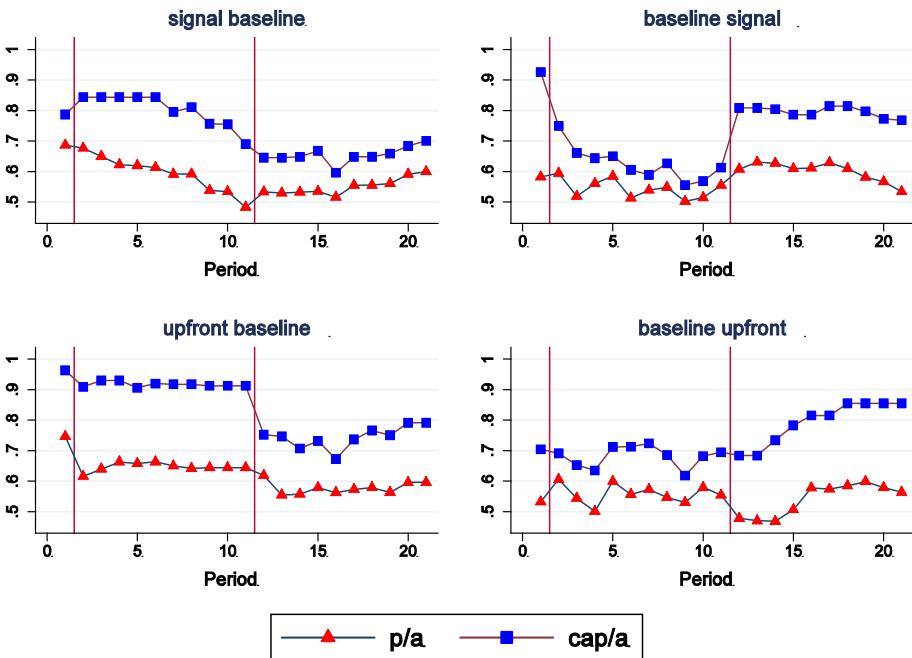 signal baseline
baseline signal
1
.9
.8
.7
.6
.5
0 5 10 15 20
Period
1
.9
.8
.7
.6
.5
0 5 10 15 20
Period
upfront baseline
baseline upfront
1
.9
.8
.7
.6
.5
0 5 10 15 20
Period
1
.9
.8
.7
.6
.5
0 5 10 15 20
Period
p/a cap/a